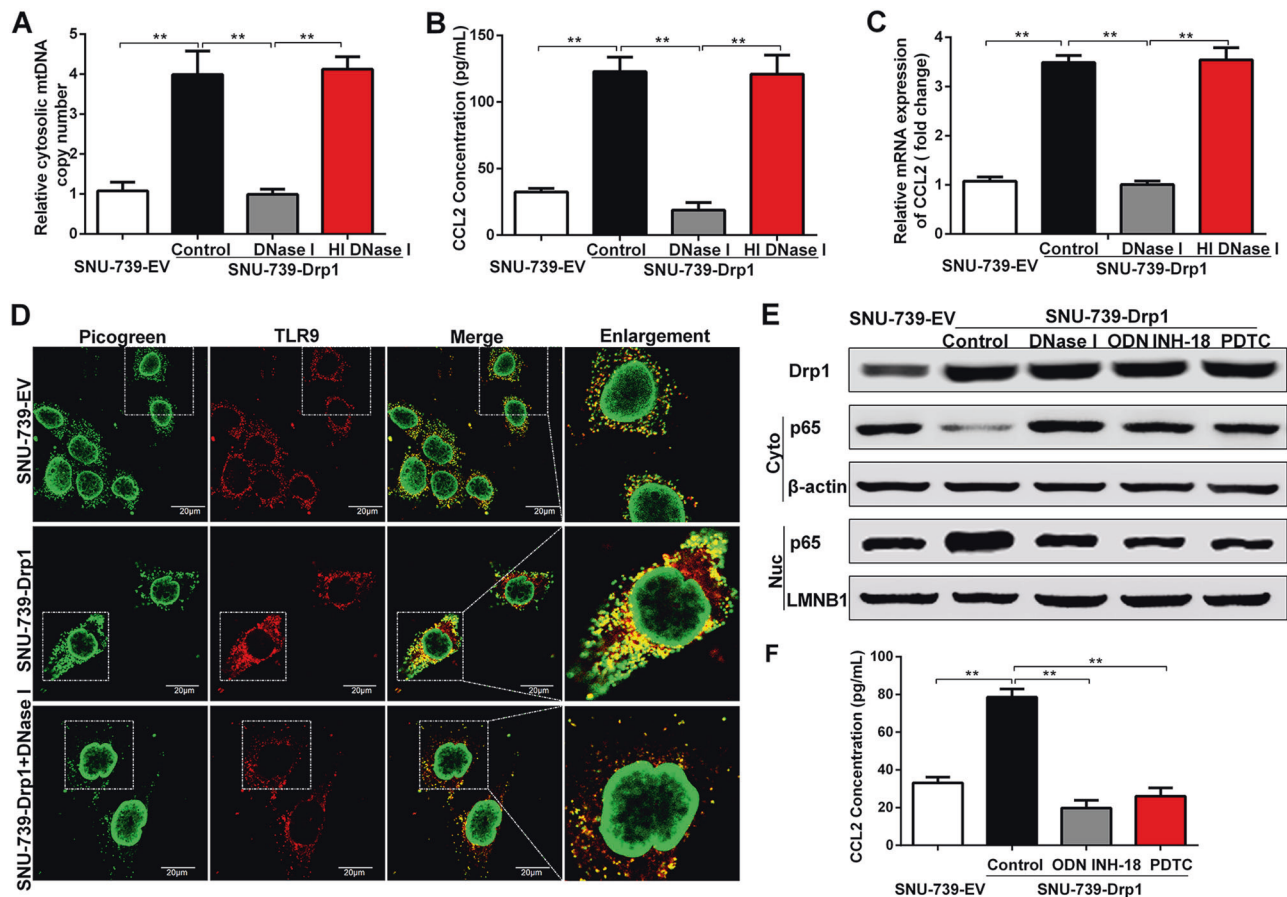 A
Relative cytosolic mtDNA
copy number
0
1
2
3
4
5
**
**
**
Control
DNase I
HI DNase I
SNU-739-EV
SNU-739-Drp1
B
CCL2 Concentration (pg/mL)
0
50
100
150
**
**
**
Control
DNase I
HI DNase I
SNU-739-EV
SNU-739-Drp1
C
Relative mRNA expression
of CCL2 ( fold change)
0
1
2
3
4
**
**
**
Control
DNase I
HI DNase I
SNU-739-EV
SNU-739-Drp1
D
Picogreen
TLR9
Merge
Enlargement
SNU-739-EV
20μm
20μm
20μm
SNU-739-Drp1
20μm
20μm
20μm
SNU-739-Drp1+DNase I
20μm
20μm
20μm
E
SNU-739-EV
SNU-739-Drp1
Control
DNase I
ODN INH-18
PDTC
Drp1
Cyto
p65
β-actin
Nuc
p65
LMNB1
F
CCL2 Concentration (pg/mL)
0
20
40
60
80
100
**
**
**
Control
ODN INH-18
PDTC
SNU-739-EV
SNU-739-Drp1